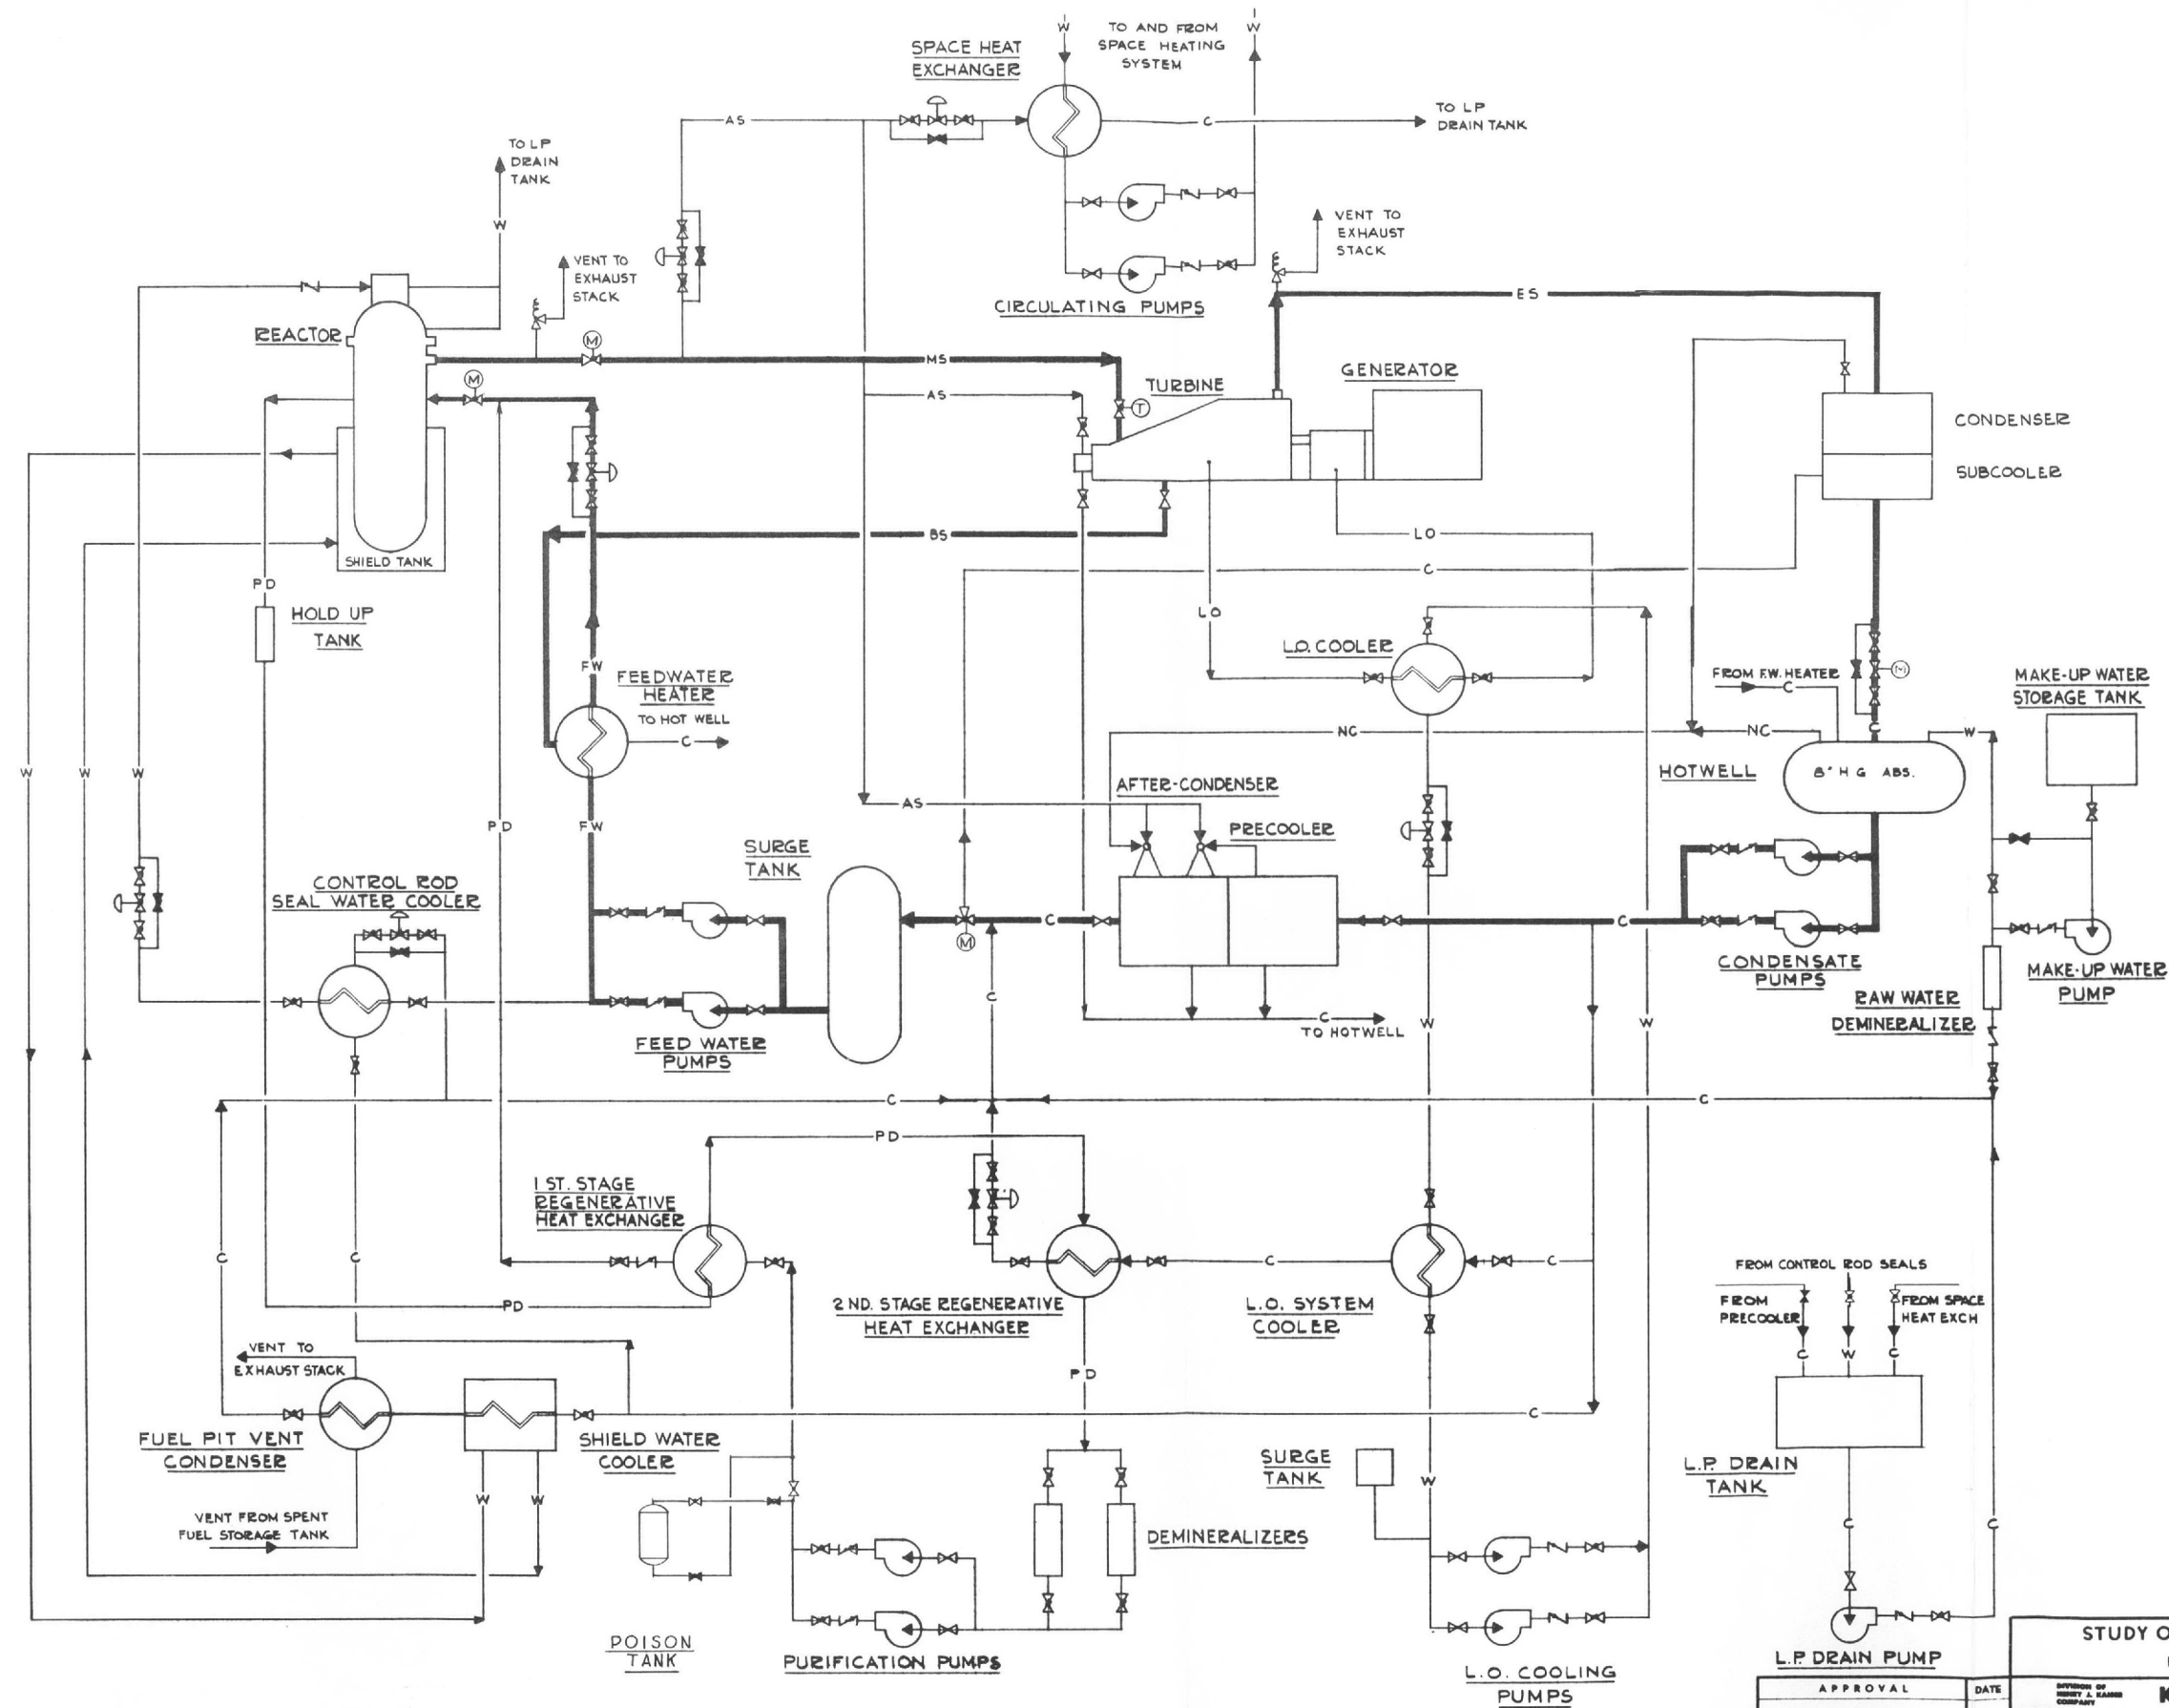 W
TO AND FROM
SPACE HEATING
SYSTEM
W
SPACE HEAT
EXCHANGER
AS
C
TO LP
DRAIN TANK
TO LP
DRAIN
TANK
W
VENT TO
EXHAUST
STACK
VENT TO
EXHAUST
STACK
CIRCULATING PUMPS
ES
REACTOR
M
MS
M
AS
TURBINE
T
GENERATOR
CONDENSER
SUBCOOLER
BS
LO
C
SHIELD TANK
PD
HOLD UP
TANK
LO
L.O. COOLER
FW
FEEDWATER
HEATER
TO HOT WELL
C
FROM F.W. HEATER
C
M
MAKE-UP WATER
STORAGE TANK
NC
NC
C
W
HOTWELL
8" HG ABS.
W
W
W
AFTER-CONDENSER
AS
PRECOOLER
PD
FW
SURGE
TANK
CONTROL ROD
SEAL WATER COOLER
C
M
C
CONDENSATE
PUMPS
MAKE-UP WATER
PUMP
RAW WATER
DEMINERALIZER
C
C
TO HOTWELL
W
W
FEED WATER
PUMPS
C
C
PD
1 ST. STAGE
REGENERATIVE
HEAT EXCHANGER
C
C
C
C
PD
2 ND. STAGE REGENERATIVE
HEAT EXCHANGER
L.O. SYSTEM
COOLER
FROM CONTROL ROD SEALS
FROM
PRECOOLER
FROM SPACE
HEAT EXCH
C
W
C
VENT TO
EXHAUST STACK
PD
C
FUEL PIT VENT
CONDENSER
SHIELD WATER
COOLER
SURGE
TANK
W
L.P. DRAIN
TANK
W
W
VENT FROM SPENT
FUEL STORAGE TANK
DEMINERALIZERS
C
C
POISON
TANK
PURIFICATION PUMPS
L.O. COOLING
PUMPS
L.P. DRAIN PUMP
STUDY O
APPROVAL
DATE
DIVISION OF
HENRY J. KAISER
COMPANY
K